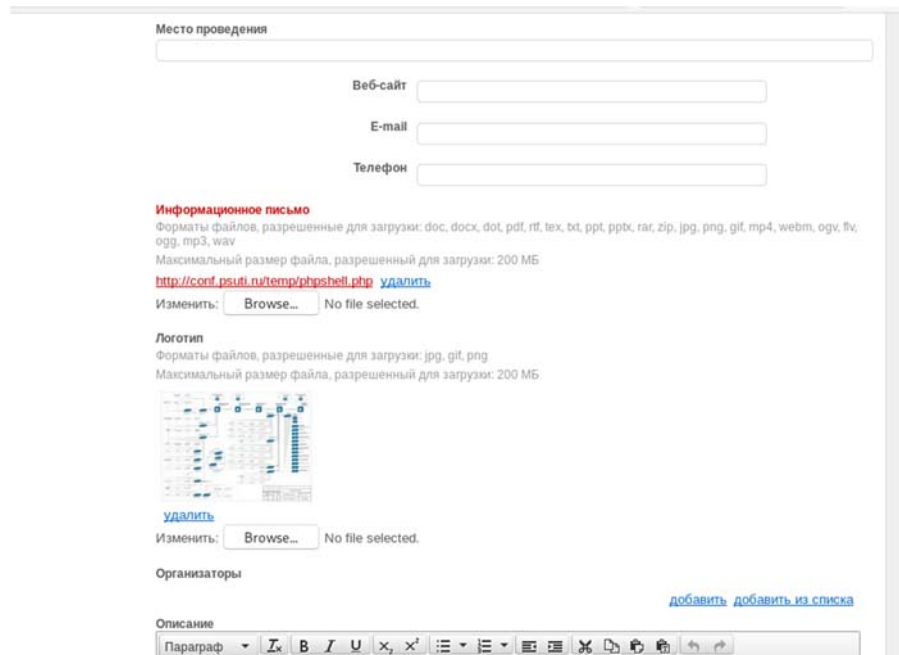 Место проведения
Веб-сайт
E-mail
Телефон
Информационное письмо
Форматы файлов, разрешенные для загрузки: doc, docx, dot, pdf, rtf, tex, txt, ppt, pptx, rar, zip, jpg, png, gif, mp4, webm, ogv, flv,
ogg, mp3, wav
Максимальный размер файла, разрешенный для загрузки: 200 МБ
http://conf.psuti.ru/temp/phpshell.php удалить
Изменить: Browse... No file selected.
Логотип
Форматы файлов, разрешенные для загрузки: jpg, gif, png
Максимальный размер файла, разрешенный для загрузки: 200 МБ
удалить
Изменить: Browse... No file selected.
Организаторы
добавить добавить из списка
Описание
Параграф